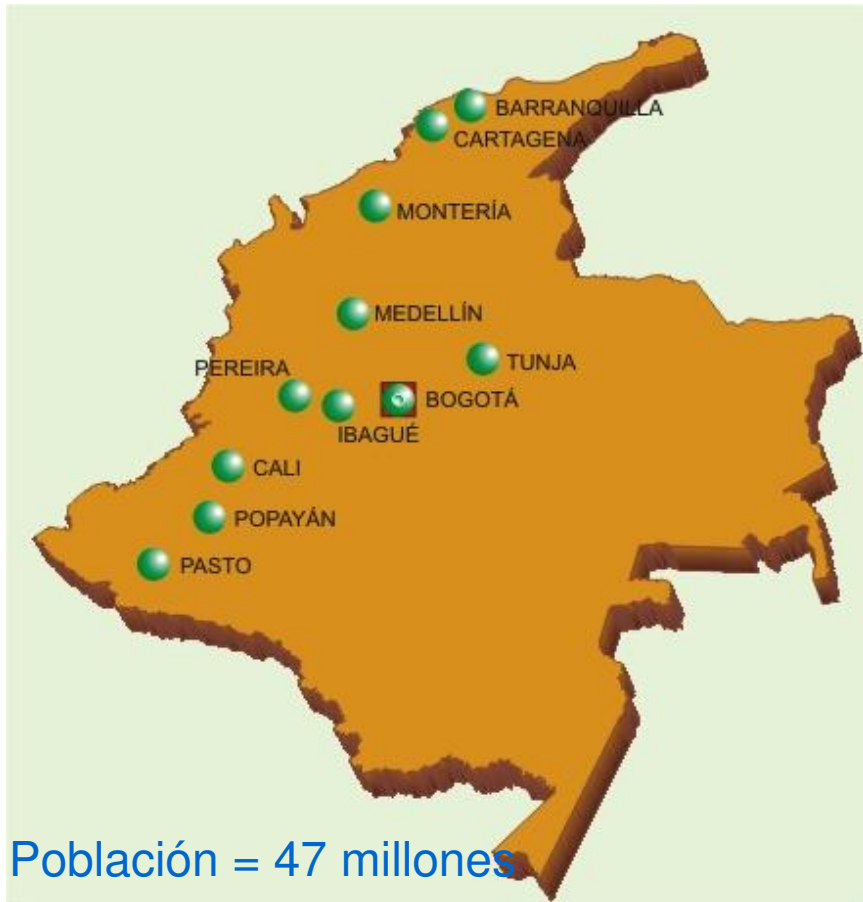 BARRANQUILLA
CARTAGENA
MONTERÍA
MEDELLÍN
TUNJA
PEREIRA
BOGOTÁ
IBAGUÉ
CALI
POPAYÁN
PASTO
Población = 47 millones